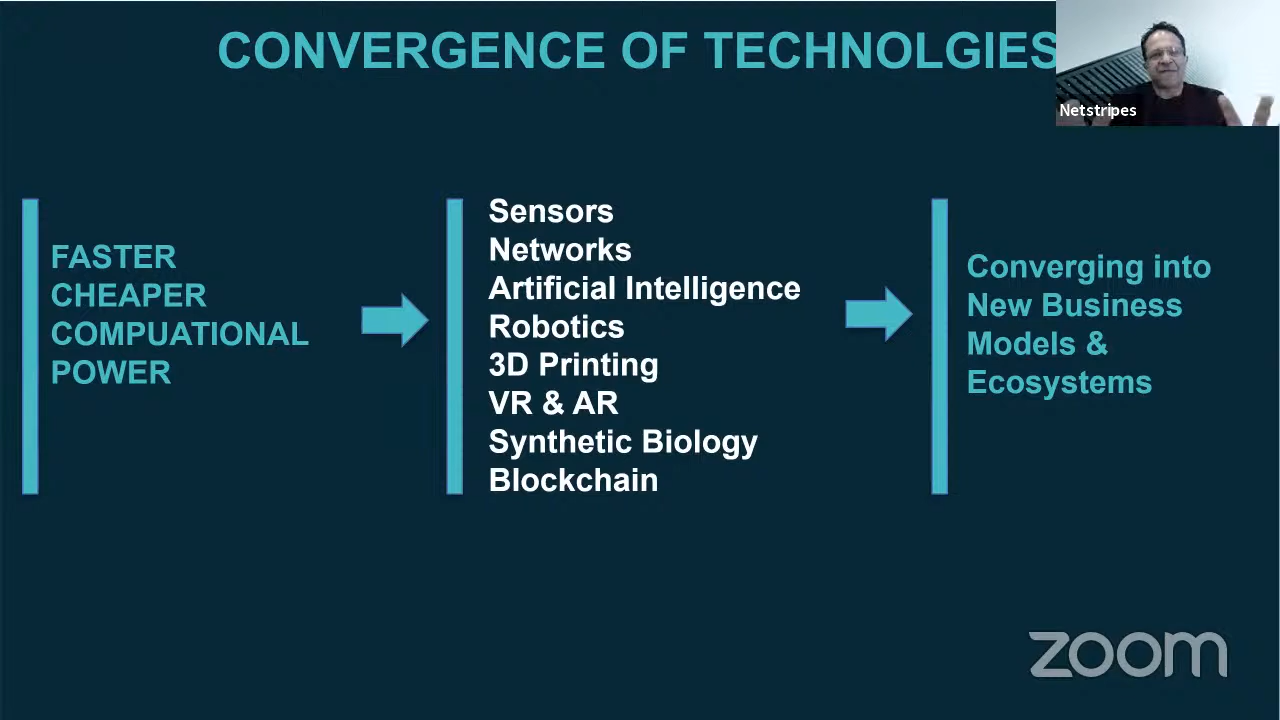 CONVERGENCE OF TECHNOLGIES
Netstripes
FASTER
CHEAPER
COMPUATIONAL
POWER
Sensors
Networks
Artificial Intelligence
Robotics
3D Printing
VR & AR
Synthetic Biology
Blockchain
Converging into
New Business
Models &
Ecosystems
zoom